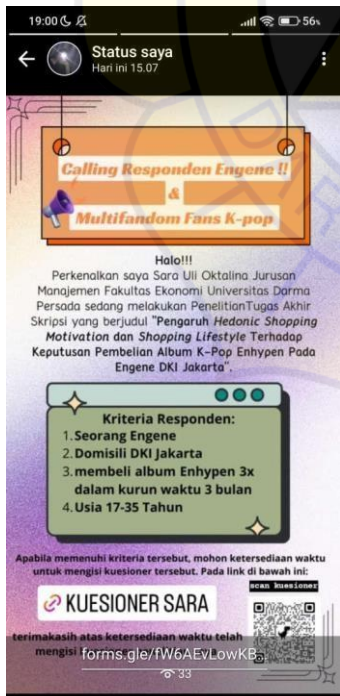 19:00
56%
Status saya
Hari ini 15.07
Calling Responden Engene !!
&
Multifandom Fans K-pop
Halo!!!
Perkenalkan saya Sara Uli Oktalina Jurusan
Manajemen Fakultas Ekonomi Universitas Darma
Persada sedang melakukan PenelitianTugas Akhir
Skripsi yang berjudul "Pengaruh Hedonic Shopping
Motivation dan Shopping Lifestyle Terhadap
Keputusan Pembelian Album K-Pop Enhypen Pada
Engene DKI Jakarta".
Kriteria Responden:
1. Seorang Engene
2. Domisili DKI Jakarta
3. membeli album Enhypen 3x
dalam kurun waktu 3 bulan
4. Usia 17-35 Tahun
Apabila memenuhi kriteria tersebut, mohon ketersediaan waktu
untuk mengisi kuesioner tersebut. Pada link di bawah ini:
scan kuesioner
KUESIONER SARA
terimakasih atas ketersediaan waktu telah
mengisi
forms.gle/fW6AEvLowKB...
33